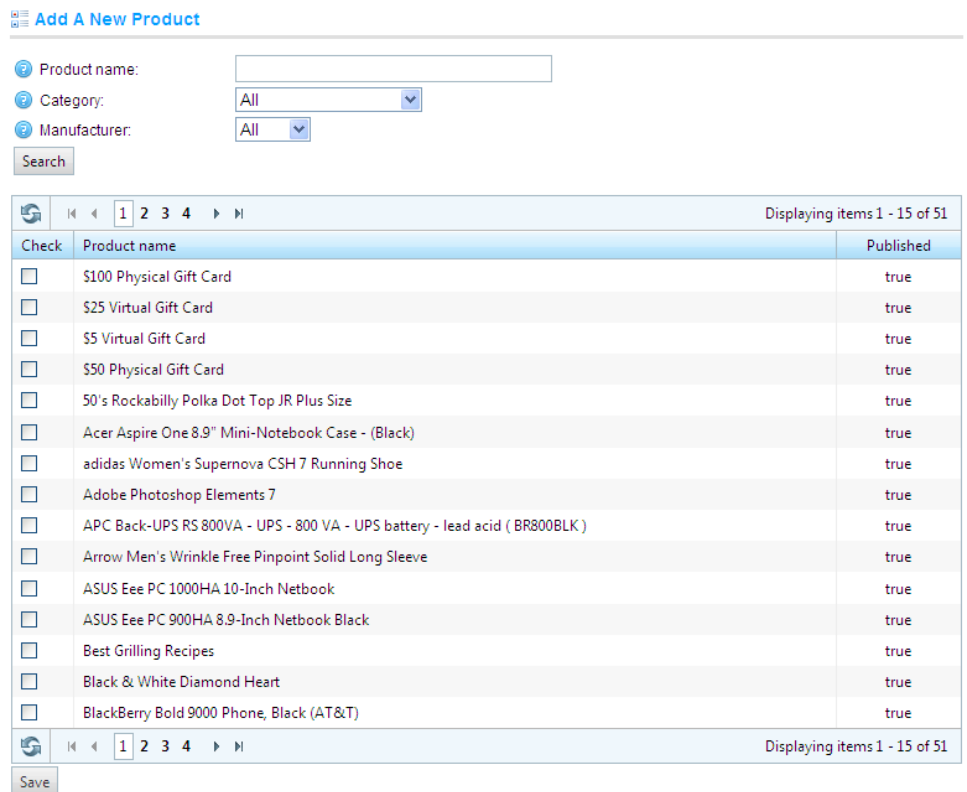 Add A New Product
Product name:
Category: All
Manufacturer: All
Search
1 2 3 4 Displaying items 1 - 15 of 51
Check Product name Published
$100 Physical Gift Card true
$25 Virtual Gift Card true
$5 Virtual Gift Card true
$50 Physical Gift Card true
50's Rockabilly Polka Dot Top JR Plus Size true
Acer Aspire One 8.9" Mini-Notebook Case - (Black) true
adidas Women's Supernova CSH 7 Running Shoe true
Adobe Photoshop Elements 7 true
APC Back-UPS RS 800VA - UPS - 800 VA - UPS battery - lead acid ( BR800BLK ) true
Arrow Men's Wrinkle Free Pinpoint Solid Long Sleeve true
ASUS Eee PC 1000HA 10-Inch Netbook true
ASUS Eee PC 900HA 8.9-Inch Netbook Black true
Best Grilling Recipes true
Black & White Diamond Heart true
BlackBerry Bold 9000 Phone, Black (AT&T) true
1 2 3 4 Displaying items 1 - 15 of 51
Save